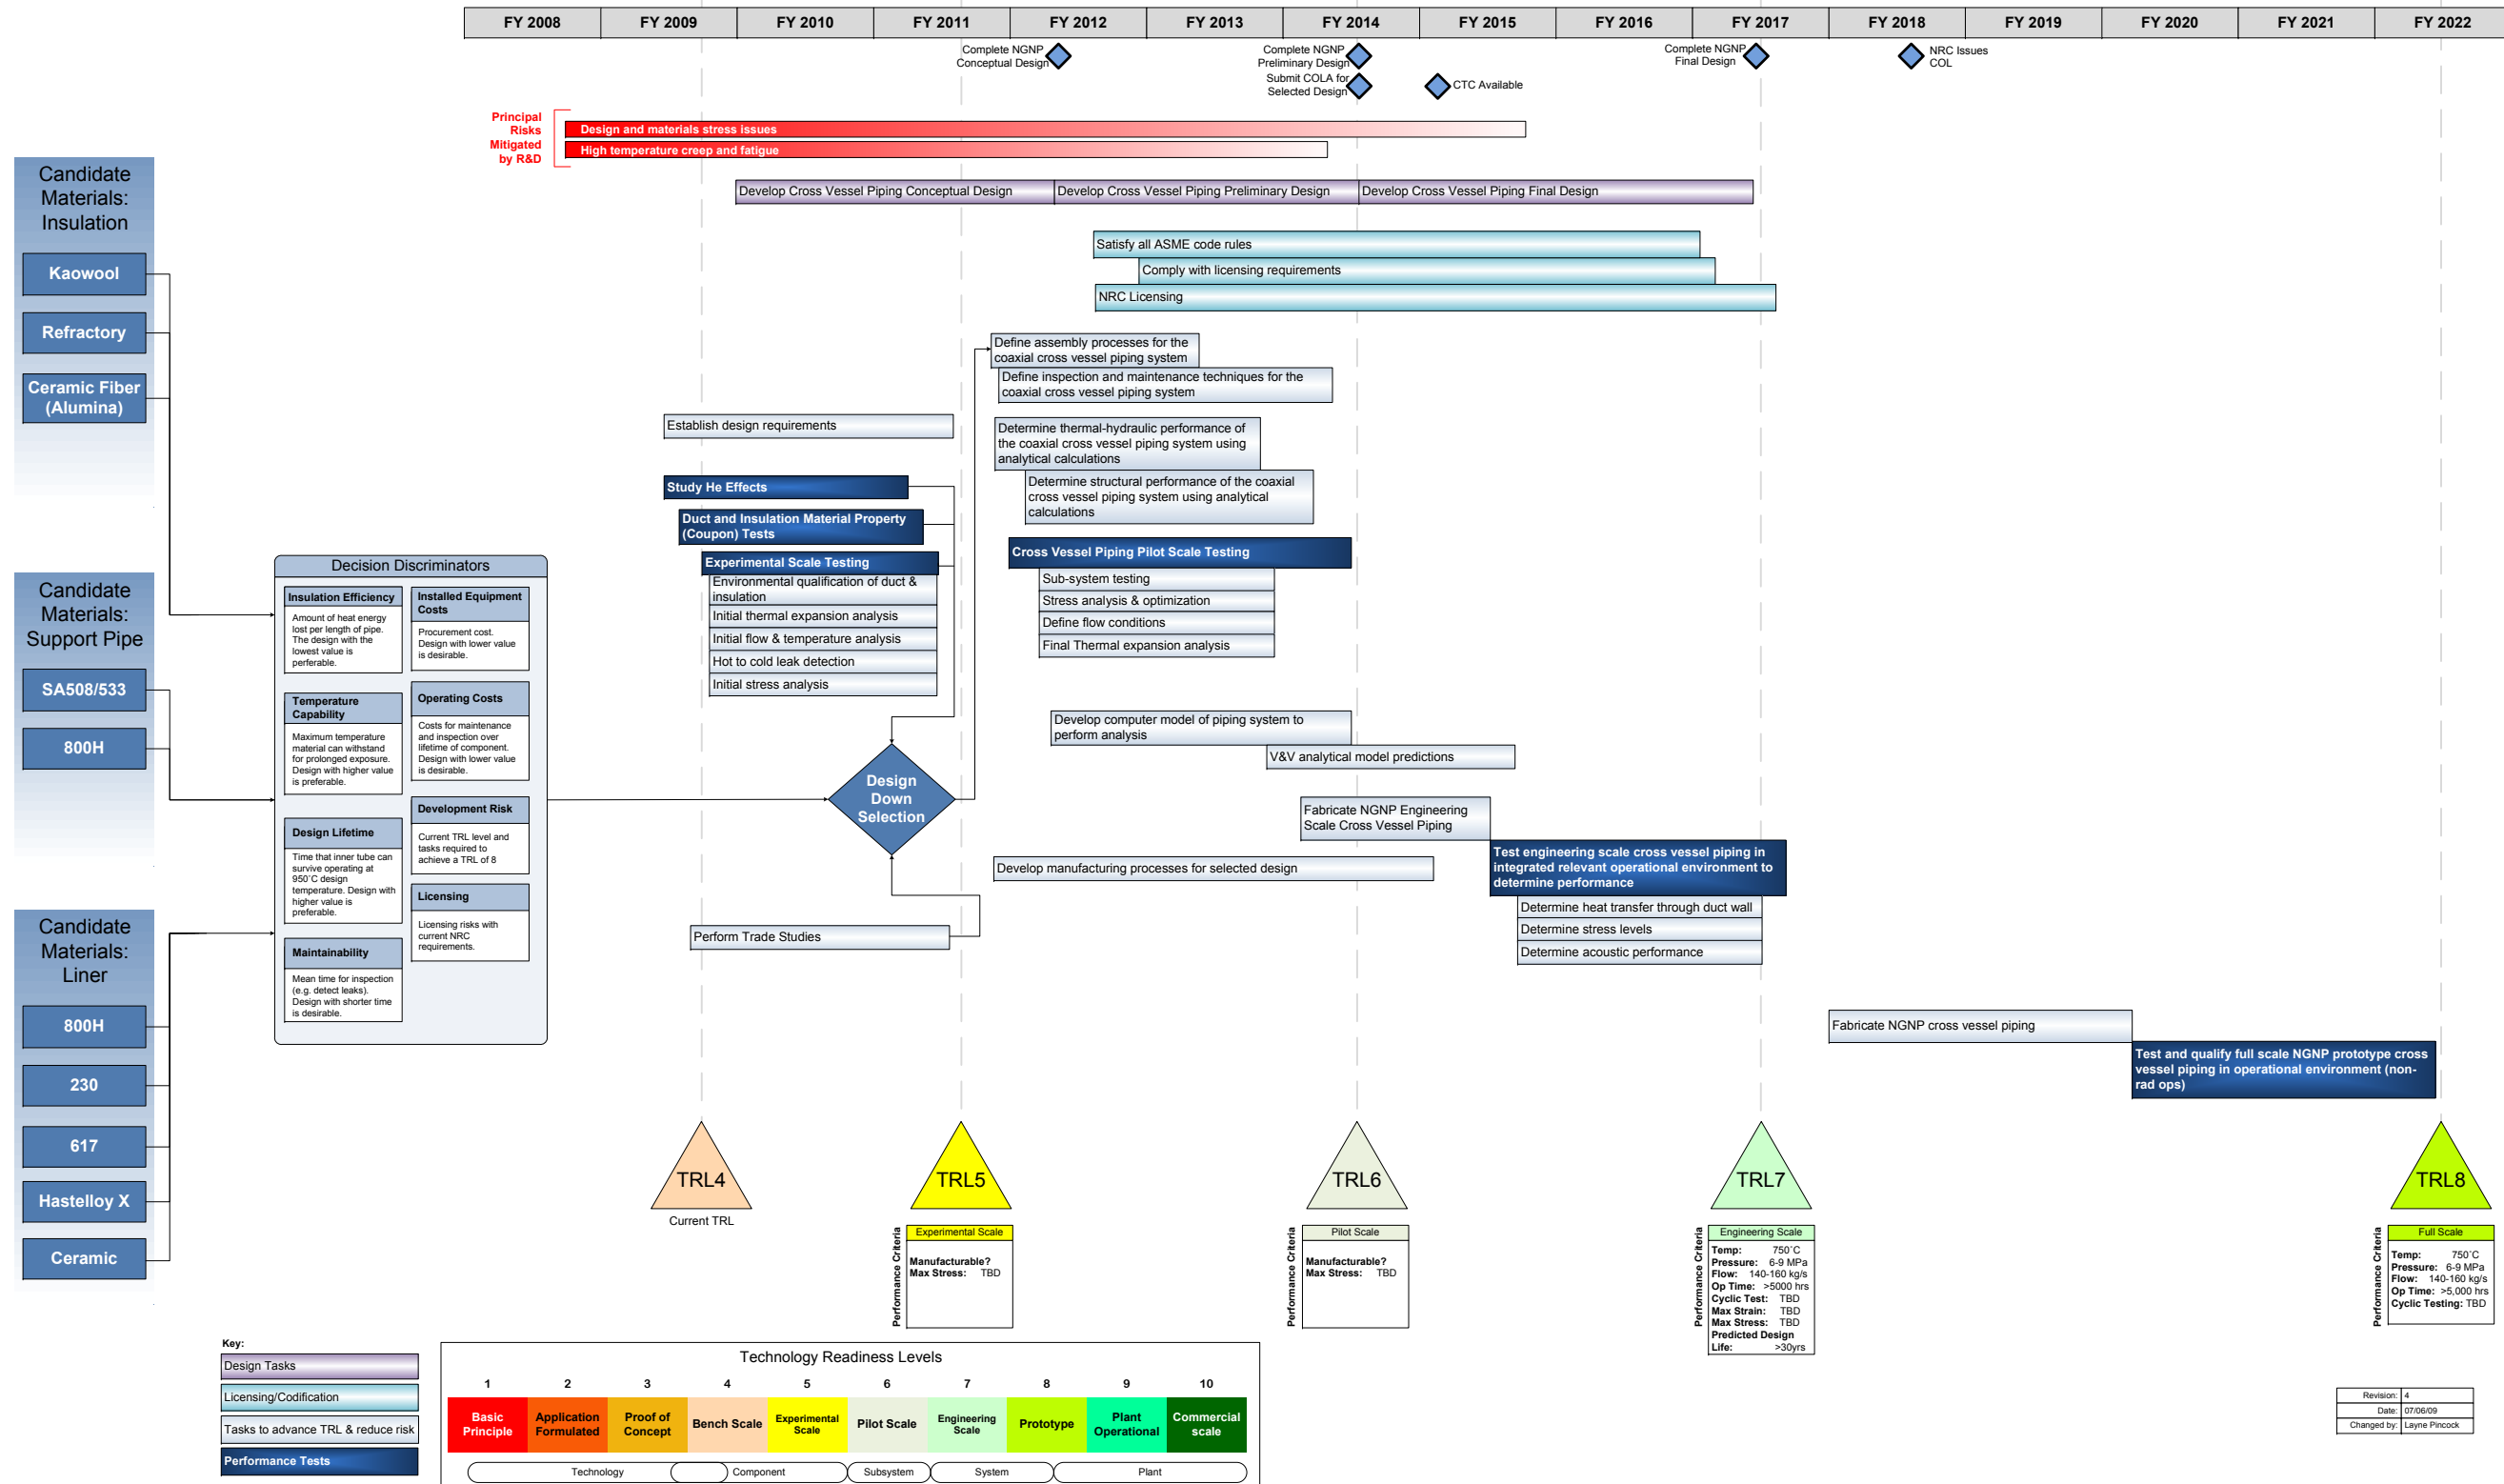 FY 2008
FY 2009
FY 2010
FY 2011
FY 2012
FY 2013
FY 2014
FY 2015
FY 2016
FY 2017
FY 2018
FY 2019
FY 2020
FY 2021
FY 2022
Complete NGNP
Conceptual Design
Complete NGNP
Preliminary Design
Submit COLA for
Selected Design
CTC Available
Complete NGNP
Final Design
NRC Issues
COL
Principal
Risks
Mitigated
by R&D
Design and materials stress issues
High temperature creep and fatigue
Develop Cross Vessel Piping Conceptual Design
Develop Cross Vessel Piping Preliminary Design
Develop Cross Vessel Piping Final Design
Satisfy all ASME code rules
Comply with licensing requirements
NRC Licensing
Candidate
Materials:
Insulation
Kaowool
Refractory
Ceramic Fiber
(Alumina)
Candidate
Materials:
Support Pipe
SA508/533
800H
Candidate
Materials:
Liner
800H
230
617
Hastelloy X
Ceramic
Decision Discriminators
Insulation Efficiency
Amount of heat energy
lost per length of pipe.
The design with the
lowest value is
perferable.
Temperature
Capability
Maximum temperature
material can withstand
for prolonged exposure.
Design with higher value
is preferable.
Design Lifetime
Time that inner tube can
survive operating at
950˚C design
temperature. Design with
higher value is
preferable.
Maintainability
Mean time for inspection
(e.g. detect leaks).
Design with shorter time
is desirable.
Installed Equipment
Costs
Procurement cost.
Design with lower value
is desirable.
Operating Costs
Costs for maintenance
and inspection over
lifetime of component.
Design with lower value
is desirable.
Development Risk
Current TRL level and
tasks required to
achieve a TRL of 8
Licensing
Licensing risks with
current NRC
requirements.
Establish design requirements
Study He Effects
Duct and Insulation Material Property
(Coupon) Tests
Experimental Scale Testing
Environmental qualification of duct &
insulation
Initial thermal expansion analysis
Initial flow & temperature analysis
Hot to cold leak detection
Initial stress analysis
Design
Down
Selection
Perform Trade Studies
Define assembly processes for the
coaxial cross vessel piping system
Define inspection and maintenance techniques for the
coaxial cross vessel piping system
Determine thermal-hydraulic performance of
the coaxial cross vessel piping system using
analytical calculations
Determine structural performance of the coaxial
cross vessel piping system using analytical
calculations
Cross Vessel Piping Pilot Scale Testing
Sub-system testing
Stress analysis & optimization
Define flow conditions
Final Thermal expansion analysis
Develop computer model of piping system to
perform analysis
V&V analytical model predictions
Fabricate NGNP Engineering
Scale Cross Vessel Piping
Develop manufacturing processes for selected design
Test engineering scale cross vessel piping in
integrated relevant operational environment to
determine performance
Determine heat transfer through duct wall
Determine stress levels
Determine acoustic performance
Fabricate NGNP cross vessel piping
Test and qualify full scale NGNP prototype cross
vessel piping in operational environment (non-
rad ops)
TRL4
Current TRL
TRL5
Performance Criteria
Experimental Scale
Manufacturable?
Max Stress: TBD
TRL6
Performance Criteria
Pilot Scale
Manufacturable?
Max Stress: TBD
TRL7
Performance Criteria
Engineering Scale
Temp: 750˚C
Pressure: 6-9 MPa
Flow: 140-160 kg/s
Op Time: >5000 hrs
Cyclic Test: TBD
Max Strain: TBD
Max Stress: TBD
Predicted Design
Life: >30yrs
TRL8
Performance Criteria
Full Scale
Temp: 750˚C
Pressure: 6-9 MPa
Flow: 140-160 kg/s
Op Time: >5,000 hrs
Cyclic Testing: TBD
Key:
Design Tasks
Licensing/Codification
Tasks to advance TRL & reduce risk
Performance Tests
Technology Readiness Levels
1 2 3 4 5 6 7 8 9 10
Basic
Principle
Application
Formulated
Proof of
Concept
Bench Scale
Experimental
Scale
Pilot Scale
Engineering
Scale
Prototype
Plant
Operational
Commercial
scale
Technology
Component
Subsystem
System
Plant
Revision: 4
Date: 07/06/09
Changed by: Layne Pincock